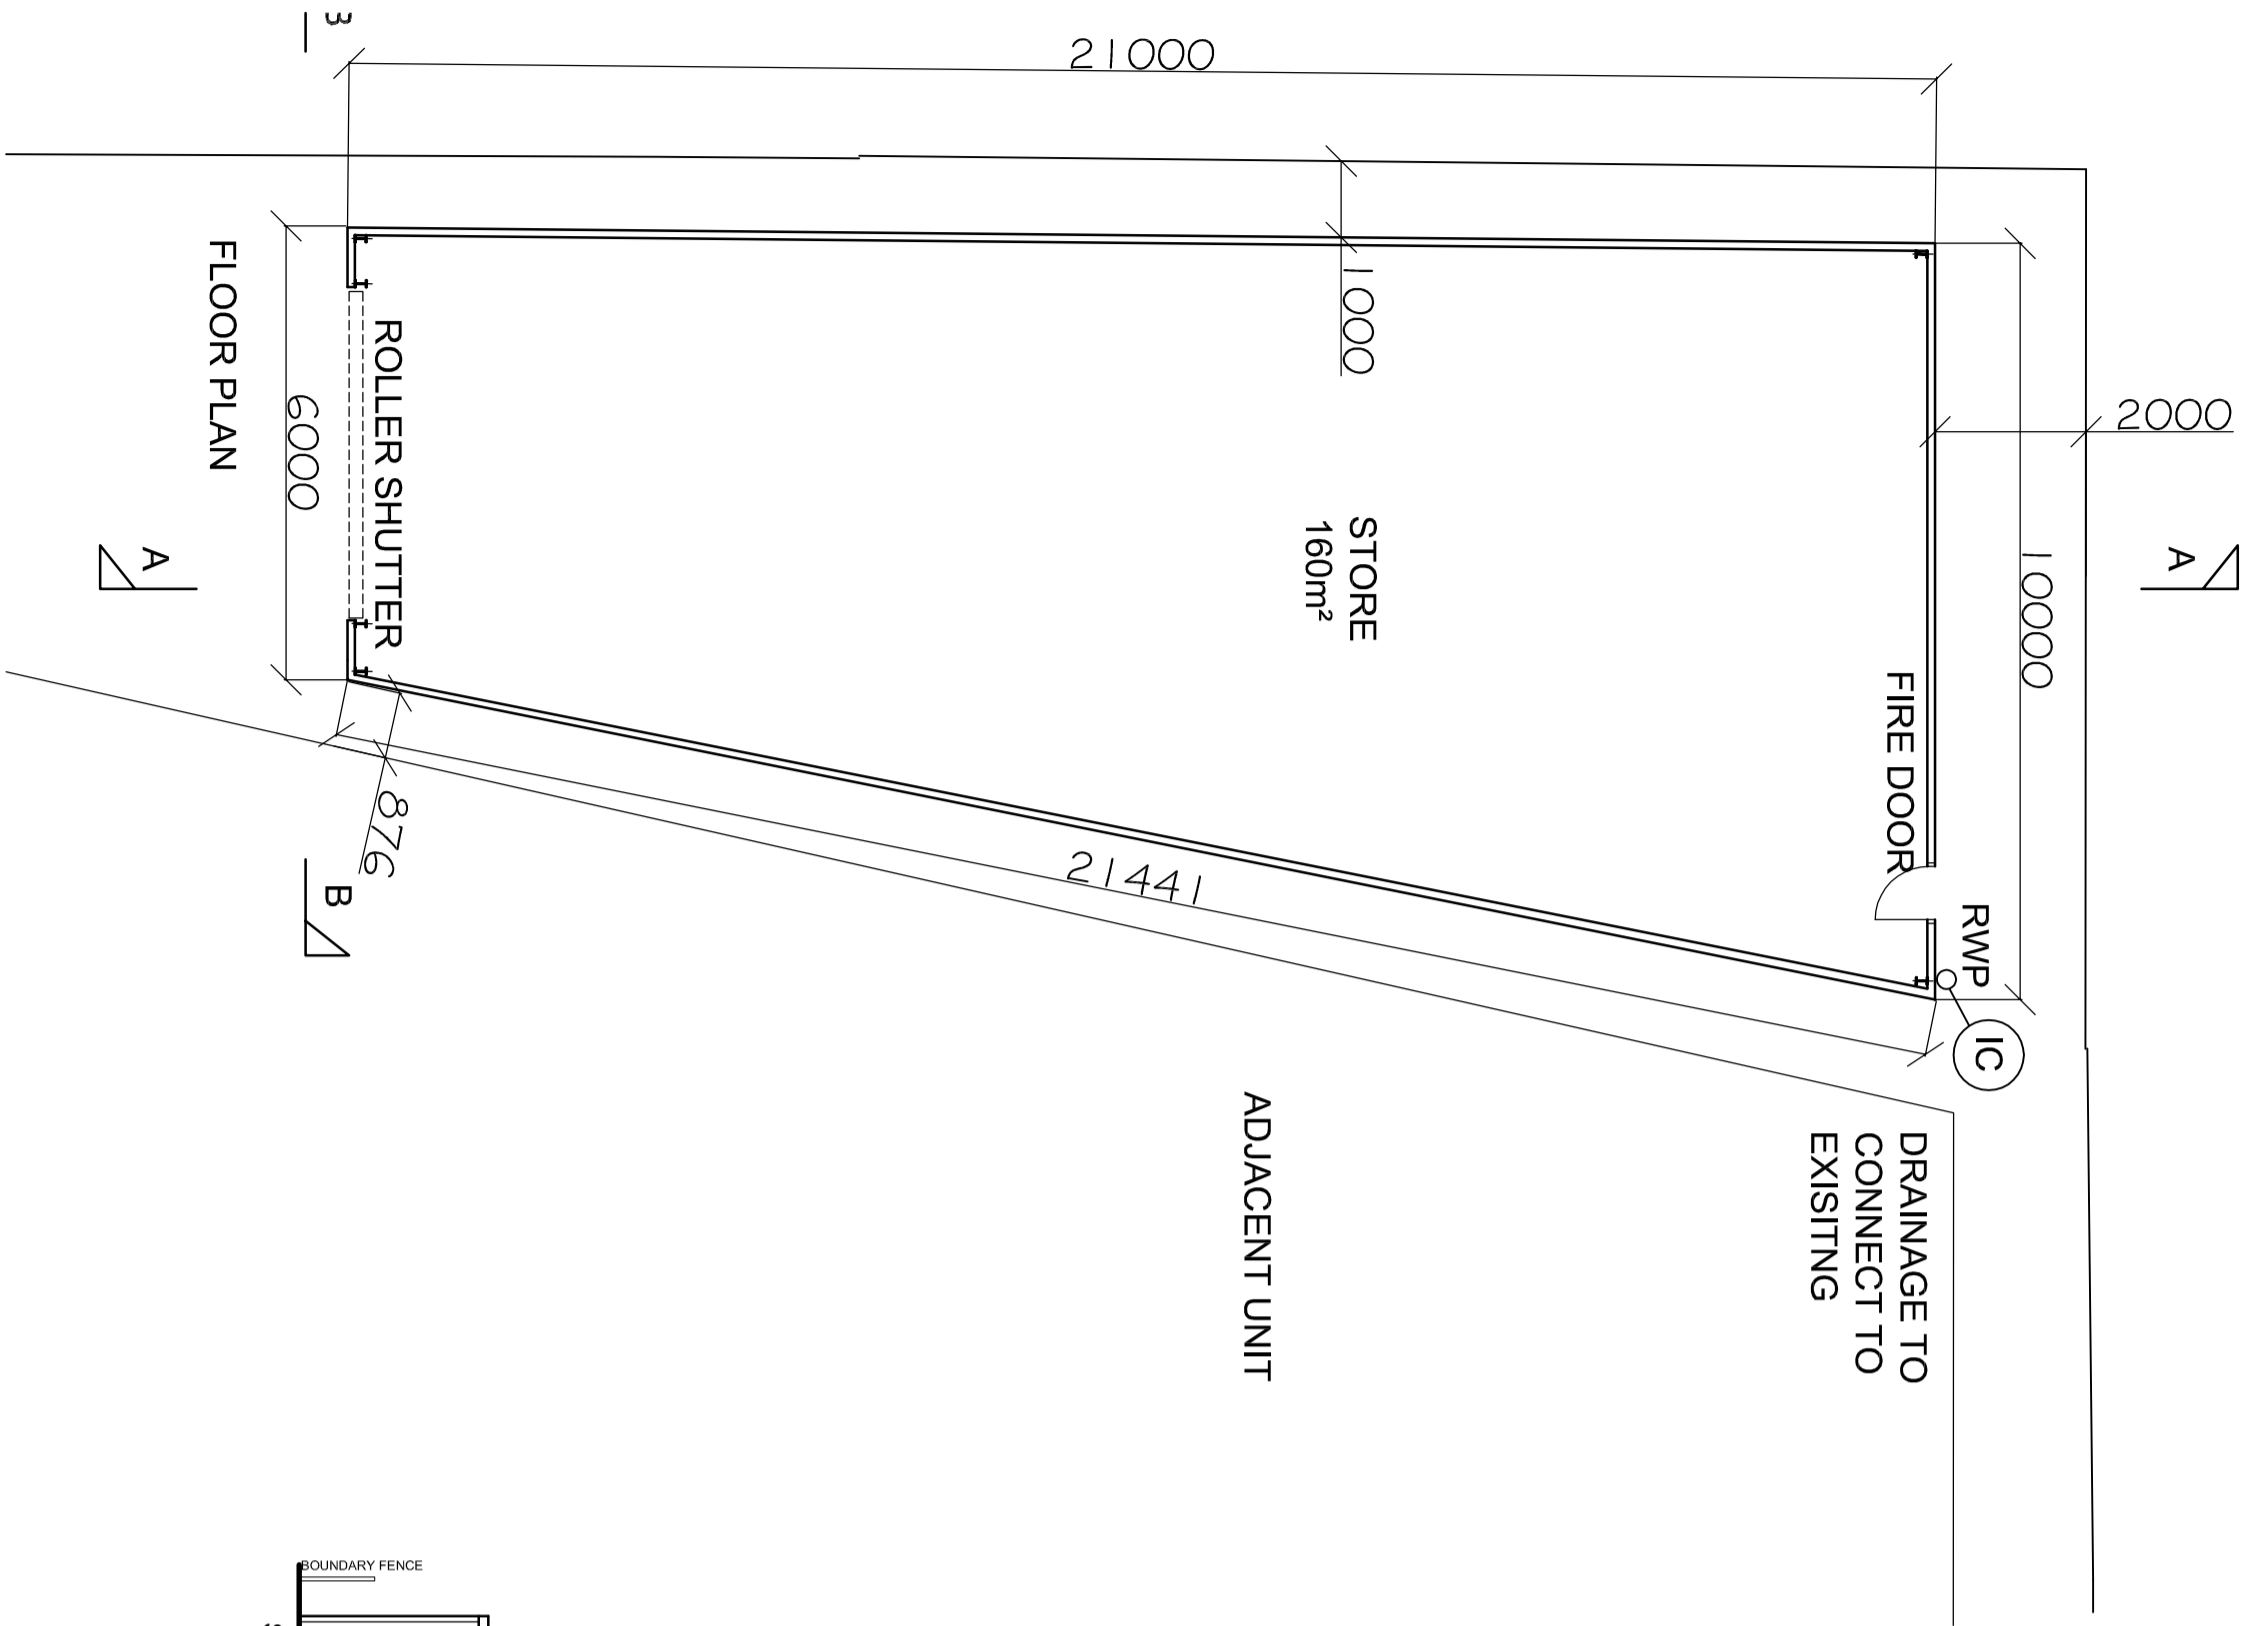 B
21000
1000
2000
10000
6000
FLOOR PLAN
ROLLER SHUTTER
STORE
160m²
FIRE DOOR
RWP
IC
A
A
876
21441
B
ADJACENT UNIT
DRAINAGE TO
CONNECT TO
EXISITNG
BOUNDARY FENCE